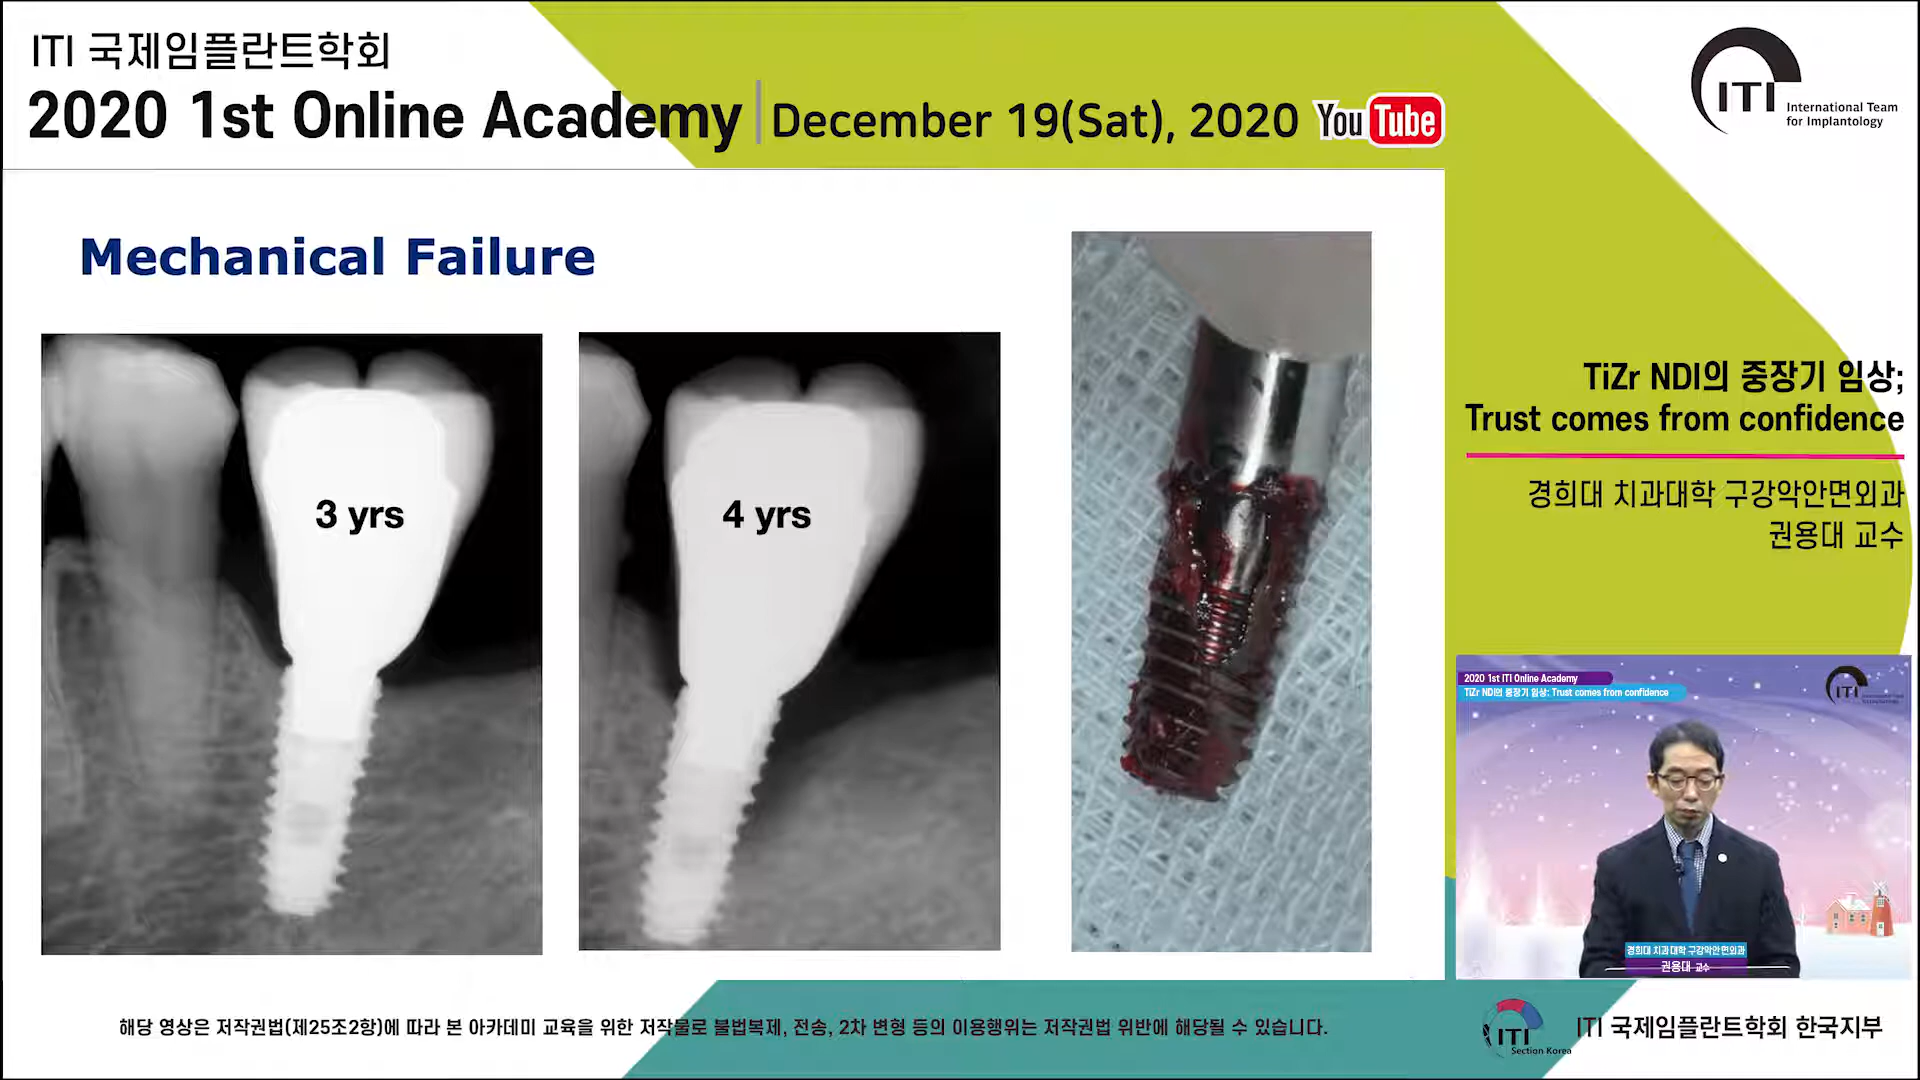 ITI 국제임플란트학회
2020 1st Online Academy
December 19(Sat), 2020 YouTube
ITI International Team
for Implantology
Mechanical Failure
3 yrs
4 yrs
TiZr NDI의 중장기 임상;
Trust comes from confidence
경희대 치과대학 구강악안면외과
권용대 교수
2020 1st ITI Online Academy
TiZr NDI의 중장기 임상: Trust comes from confidence
ITI
경희대 치과대학 구강악안면외과
권용대 교수
해당 영상은 저작권법(제25조2항)에 따라 본 아카데미 교육을 위한 저작물로 불법복제, 전송, 2차 변형 등의 이용행위는 저작권법 위반에 해당될 수 있습니다.
ITI
Section Korea
ITI 국제임플란트학회 한국지부